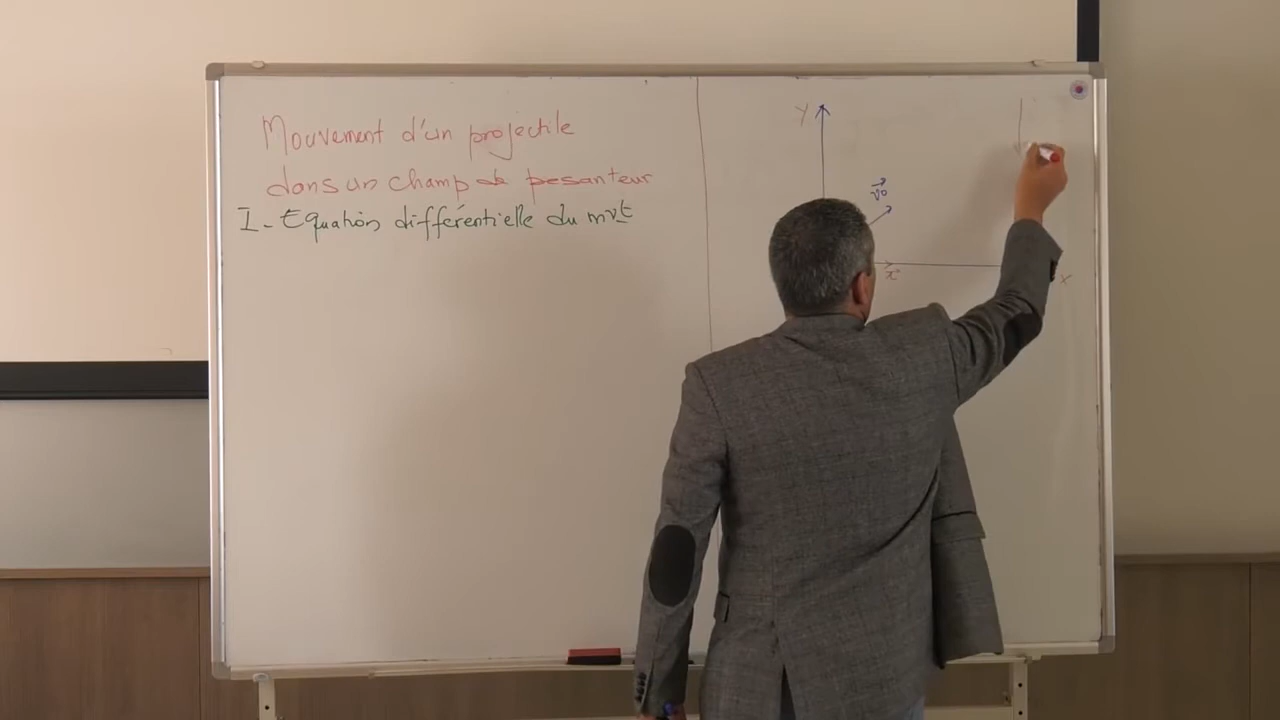 Mouvement d'un projectile
dans un champ de pesanteur
I - Equation différentielle du mvt
y
v0
x